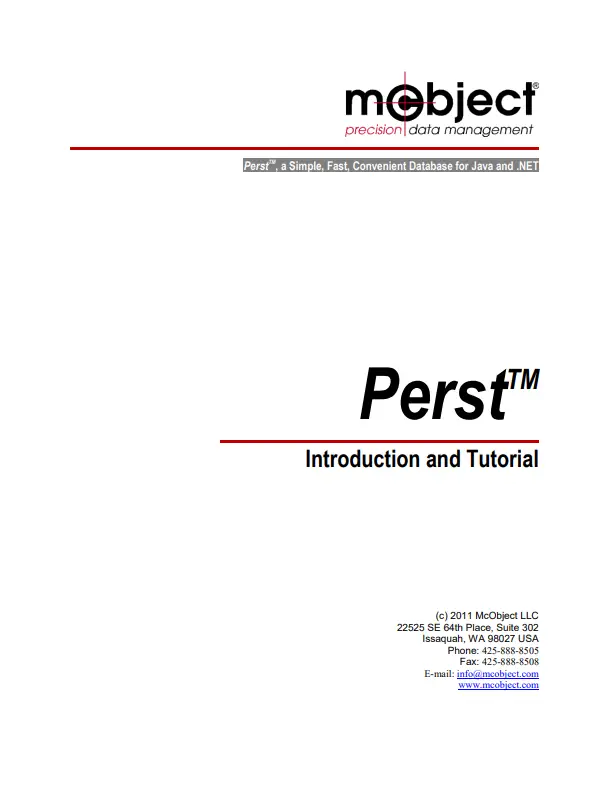 mcobject®
precision data management
Perst™, a Simple, Fast, Convenient Database for Java and .NET
Perst™
Introduction and Tutorial
(c) 2011 McObject LLC
22525 SE 64th Place, Suite 302
Issaquah, WA 98027 USA
Phone: 425-888-8505
Fax: 425-888-8508
E-mail: info@mcobject.com
www.mcobject.com